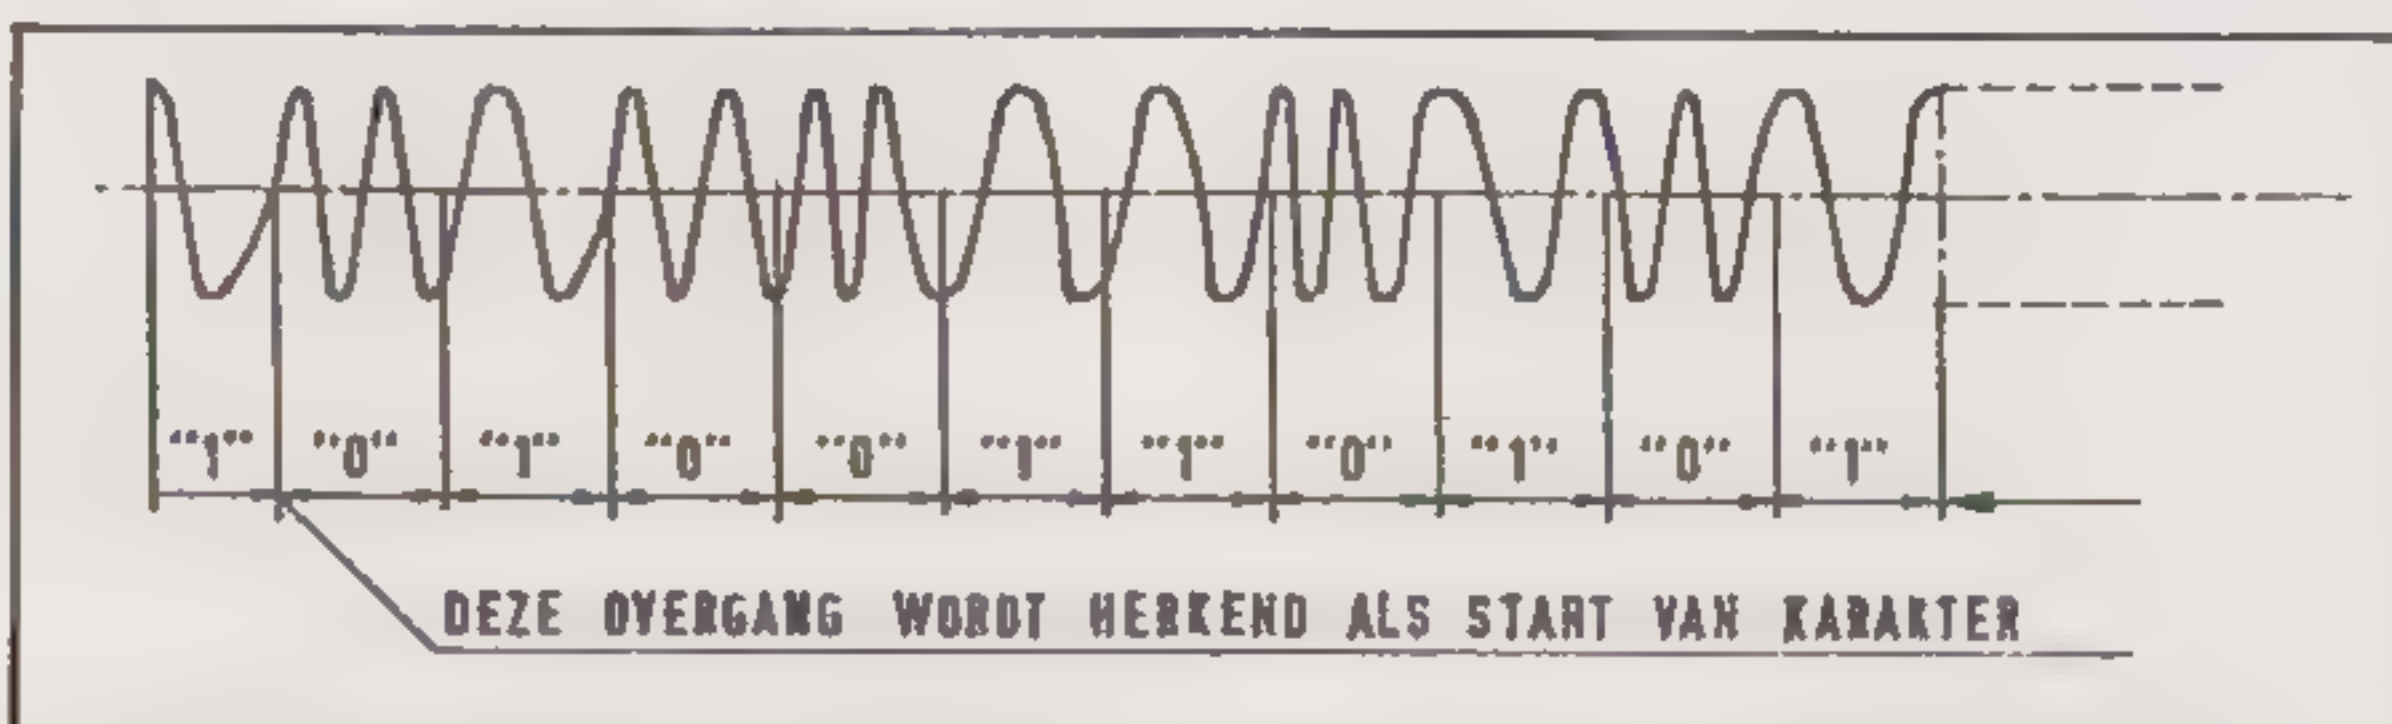 "1" "0" "1" "0" "0" "1" "1" "0" "1" "0" "1"
DEZE OVERGANG WORDT HERKEND ALS START VAN KARAKTER